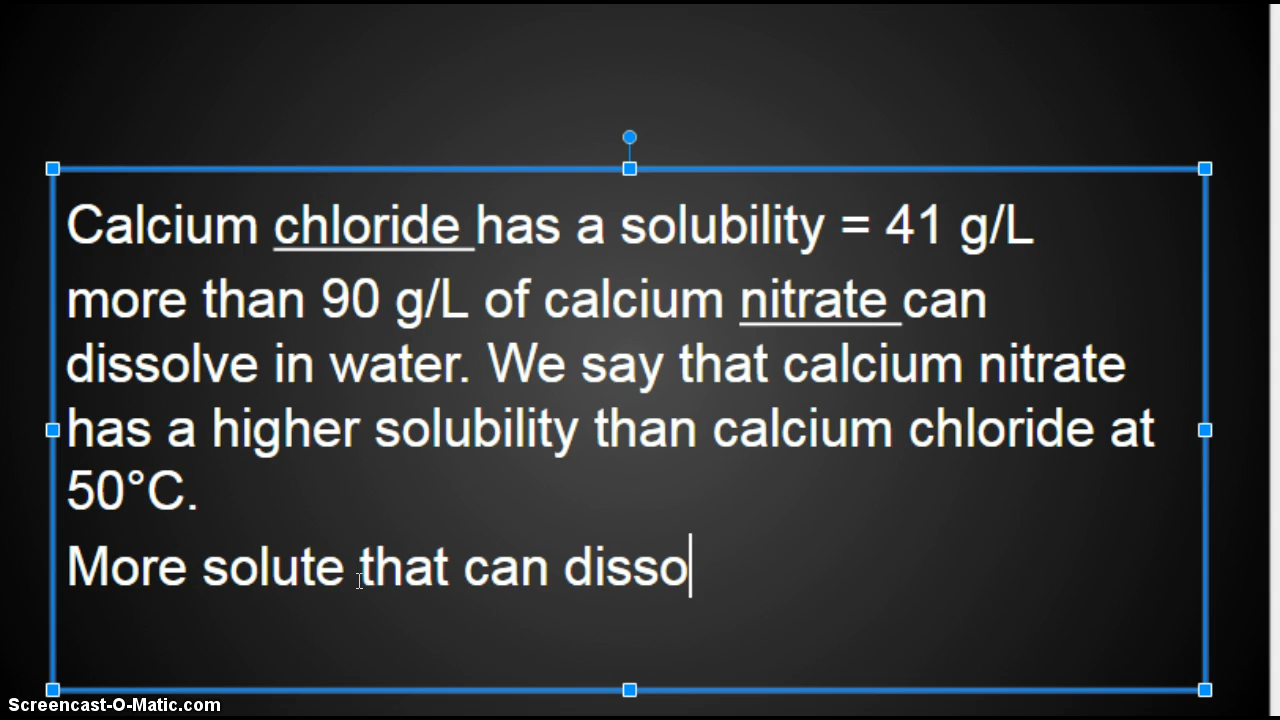 Calcium chloride has a solubility = 41 g/L
more than 90 g/L of calcium nitrate can
dissolve in water. We say that calcium nitrate
has a higher solubility than calcium chloride at
50°C.
More solute that can disso
Screencast-O-Matic.com